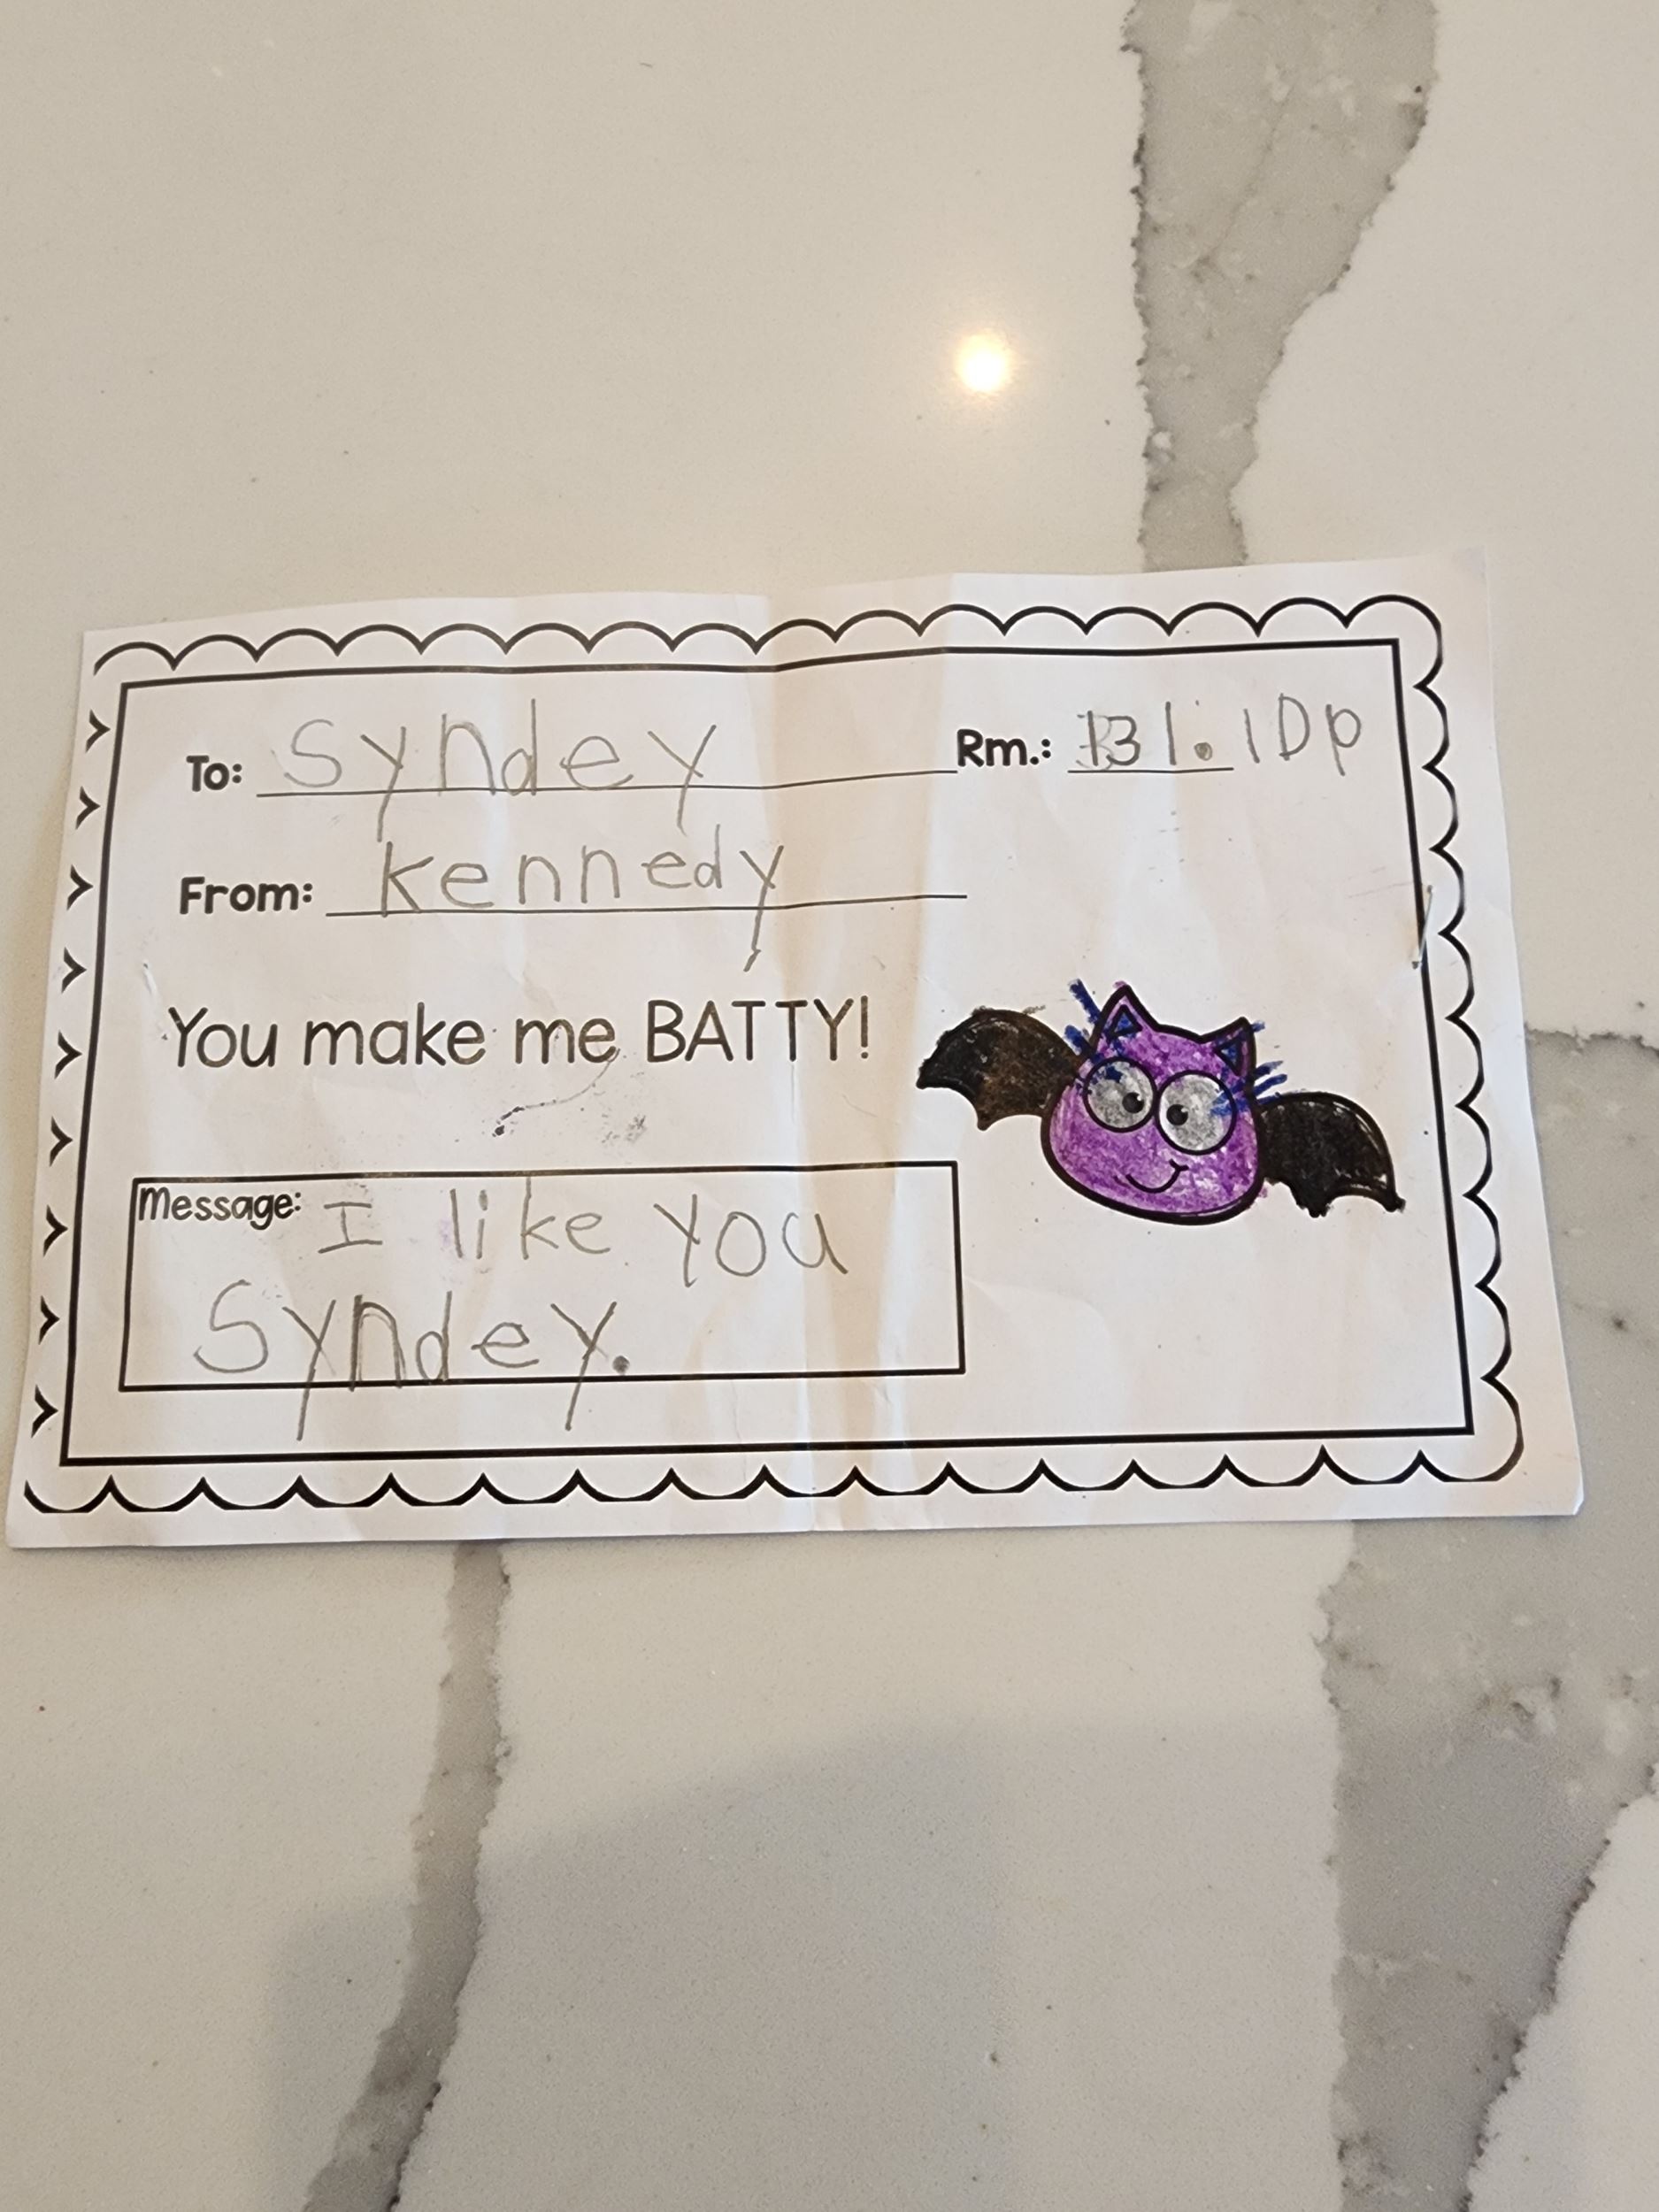 To: Syndey Rm.: 131.1Dp
From: kennedy
You make me BATTY!
Message: I like you
Syndey.